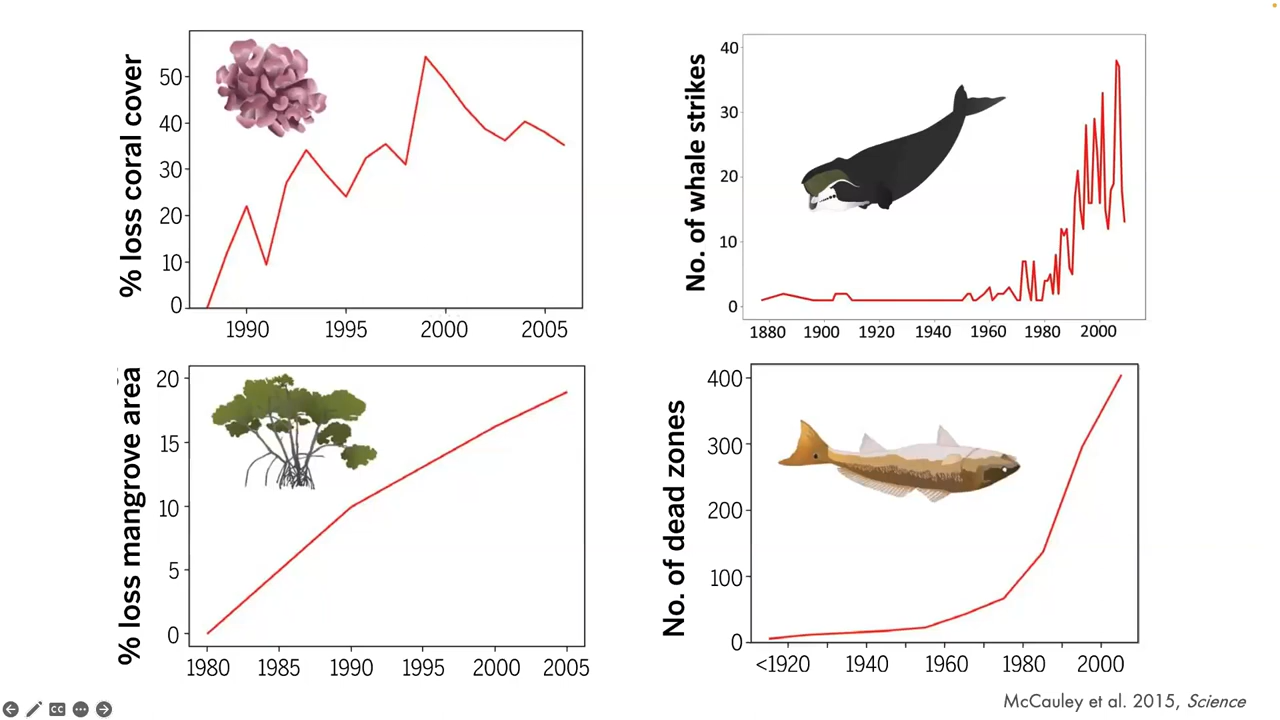 % loss coral cover
50
40
30
20
10
0
1990 1995 2000 2005
No. of whale strikes
40
30
20
10
0
1880 1900 1920 1940 1960 1980 2000
% loss mangrove area
20
15
10
5
0
1980 1985 1990 1995 2000 2005
No. of dead zones
400
300
200
100
0
<1920 1940 1960 1980 2000
McCauley et al. 2015, Science
CC